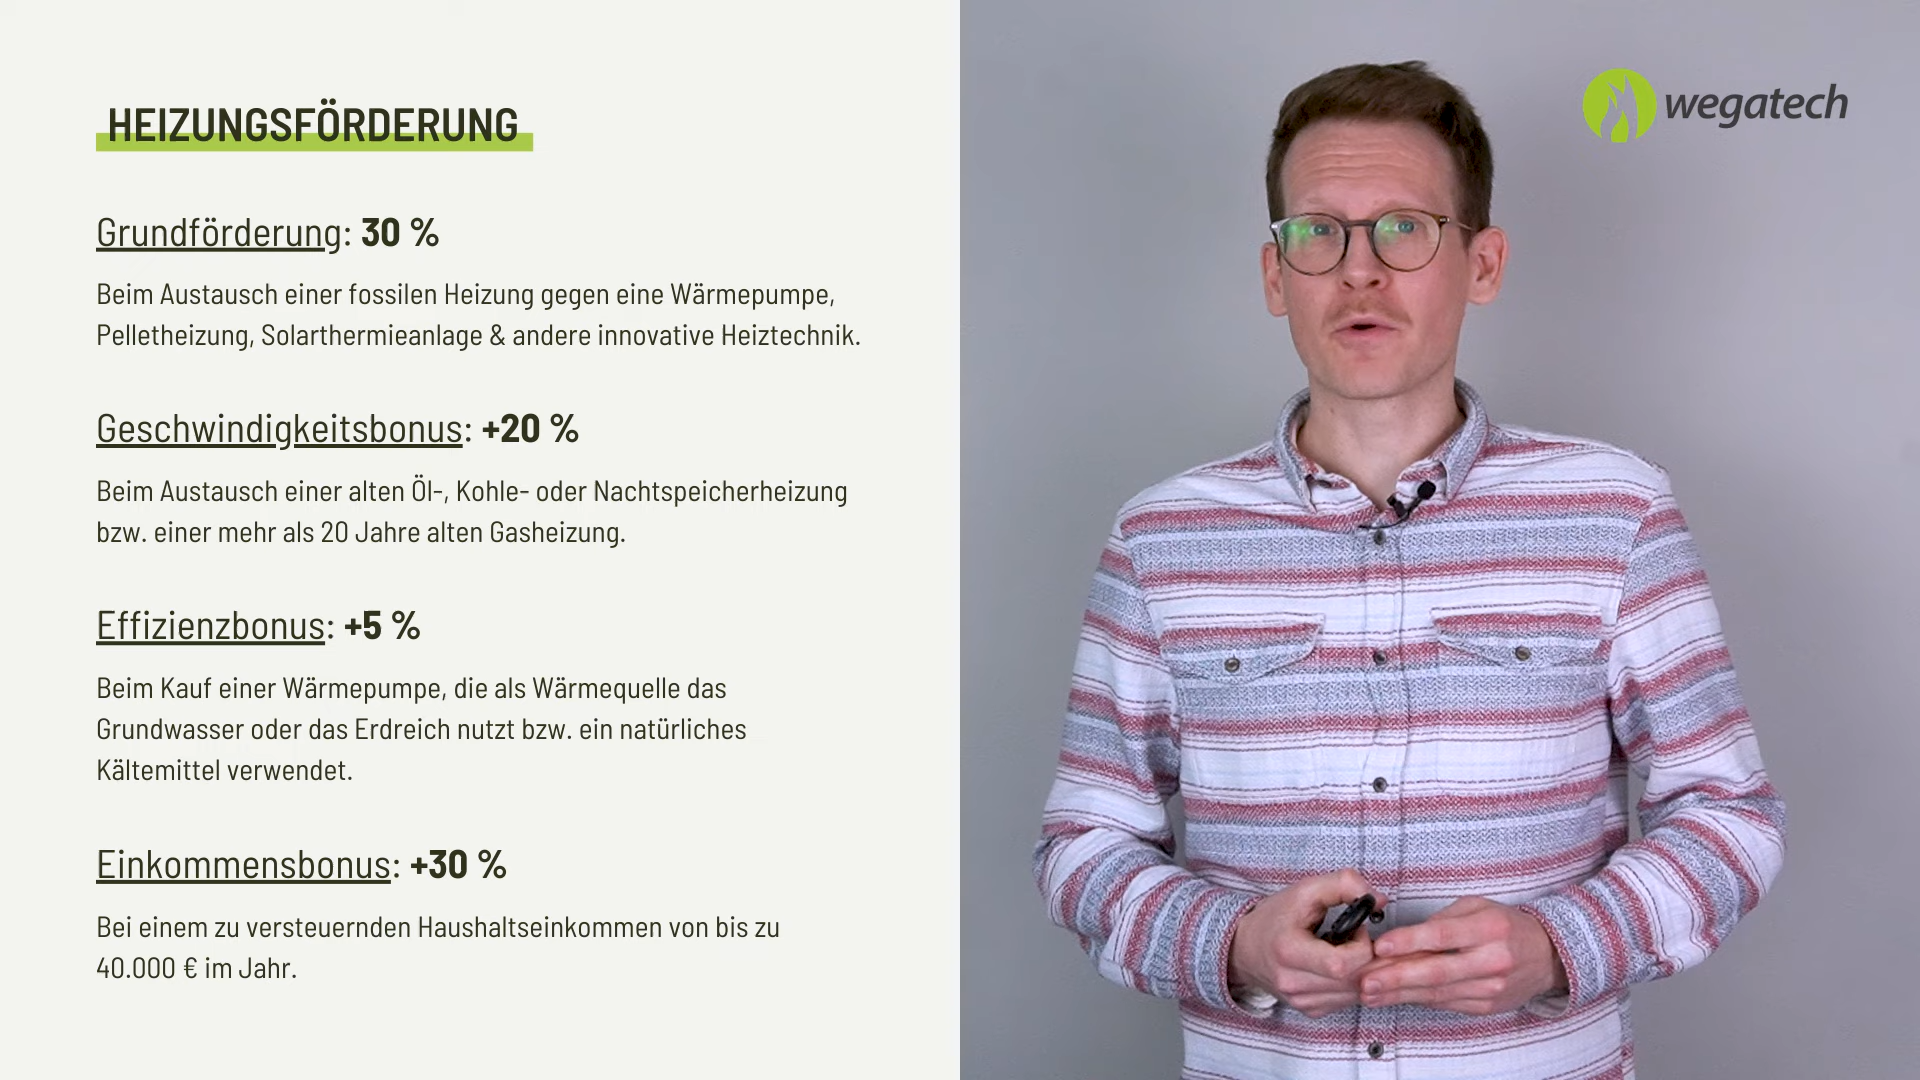 HEIZUNGSFÖRDERUNG
Grundförderung: 30 %
Beim Austausch einer fossilen Heizung gegen eine Wärmepumpe,
Pelletheizung, Solarthermieanlage & andere innovative Heiztechnik.
Geschwindigkeitsbonus: +20 %
Beim Austausch einer alten Öl-, Kohle- oder Nachtspeicherheizung
bzw. einer mehr als 20 Jahre alten Gasheizung.
Effizienzbonus: +5 %
Beim Kauf einer Wärmepumpe, die als Wärmequelle das
Grundwasser oder das Erdreich nutzt bzw. ein natürliches
Kältemittel verwendet.
Einkommensbonus: +30 %
Bei einem zu versteuernden Haushaltseinkommen von bis zu
40.000 € im Jahr.
wegatech